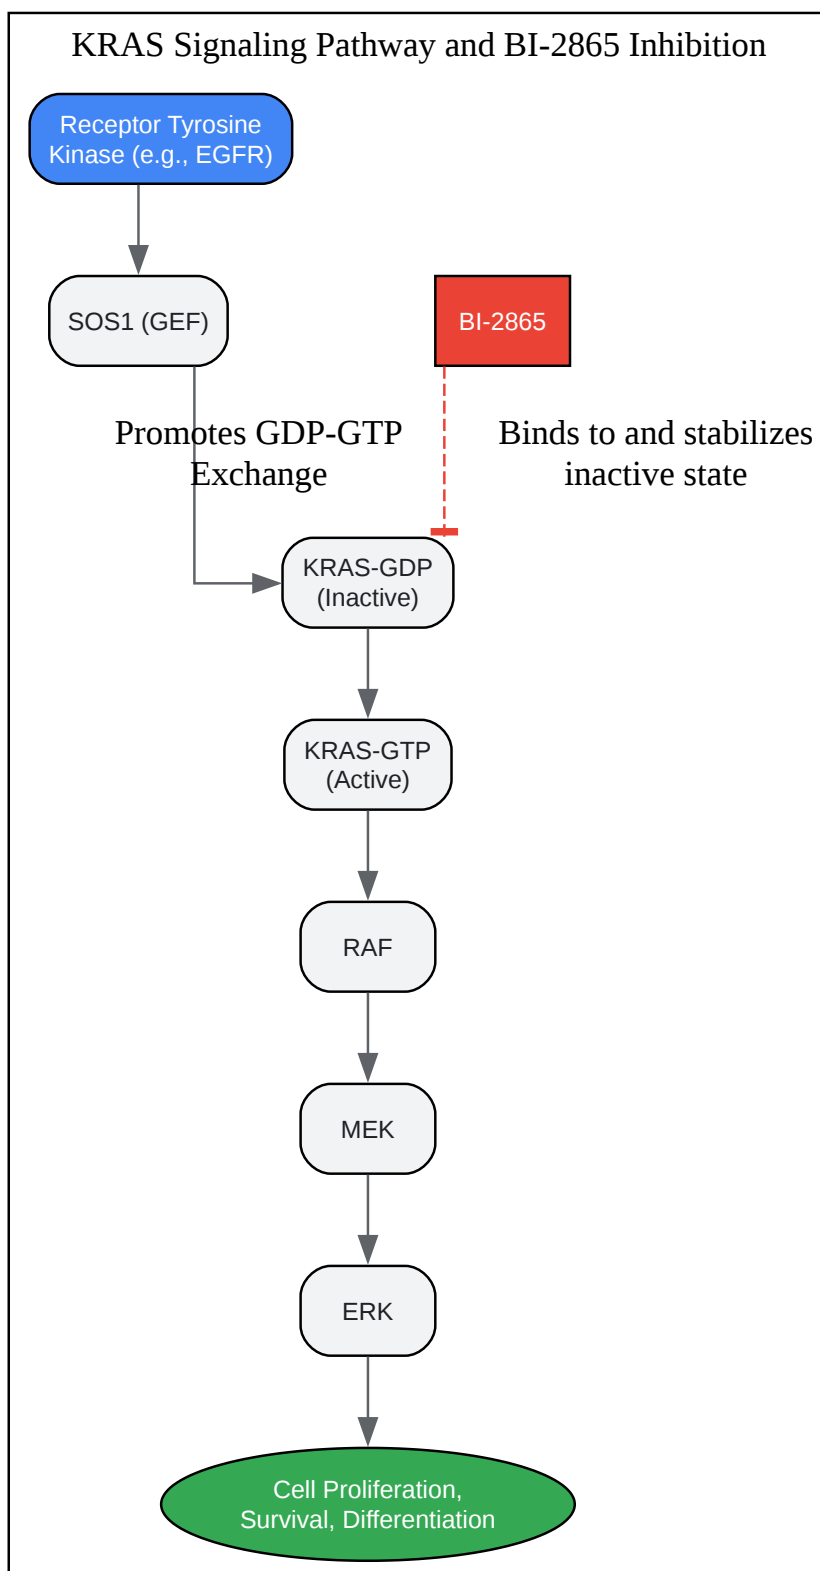 KRAS Signaling Pathway and BI-2865 Inhibition
Receptor Tyrosine
Kinase (e.g., EGFR)
SOS1 (GEF)
BI-2865
Promotes GDP-GTP
Exchange
Binds to and stabilizes
inactive state
KRAS-GDP
(Inactive)
KRAS-GTP
(Active)
RAF
MEK
ERK
Cell Proliferation,
Survival, Differentiation